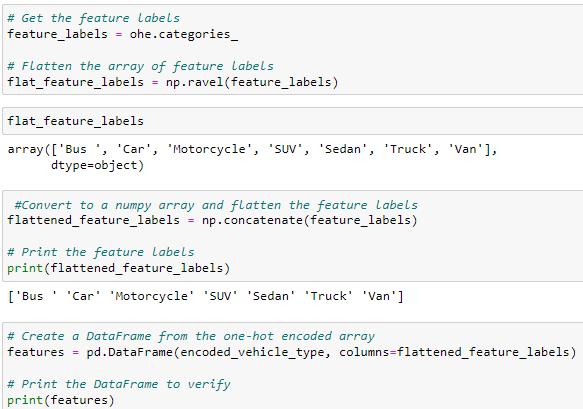 # Get the feature labels
feature_labels = ohe.categories_
# Flatten the array of feature labels
flat_feature_labels = np.ravel(feature_labels)
flat_feature_labels
array(['Bus ', 'Car', 'Motorcycle', 'SUV', 'Sedan', 'Truck', 'Van'],
      dtype=object)
#Convert to a numpy array and flatten the feature labels
flattened_feature_labels = np.concatenate(feature_labels)
# Print the feature labels
print(flattened_feature_labels)
['Bus ' 'Car' 'Motorcycle' 'SUV' 'Sedan' 'Truck' 'Van']
# Create a DataFrame from the one-hot encoded array
features = pd.DataFrame(encoded_vehicle_type, columns=flattened_feature_labels)
# Print the DataFrame to verify
print(features)